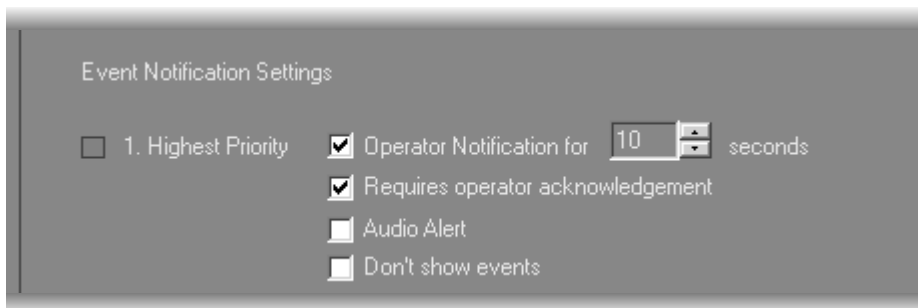 Event Notification Settings
1. Highest Priority Operator Notification for 10 seconds
Requires operator acknowledgement
Audio Alert
Don't show events